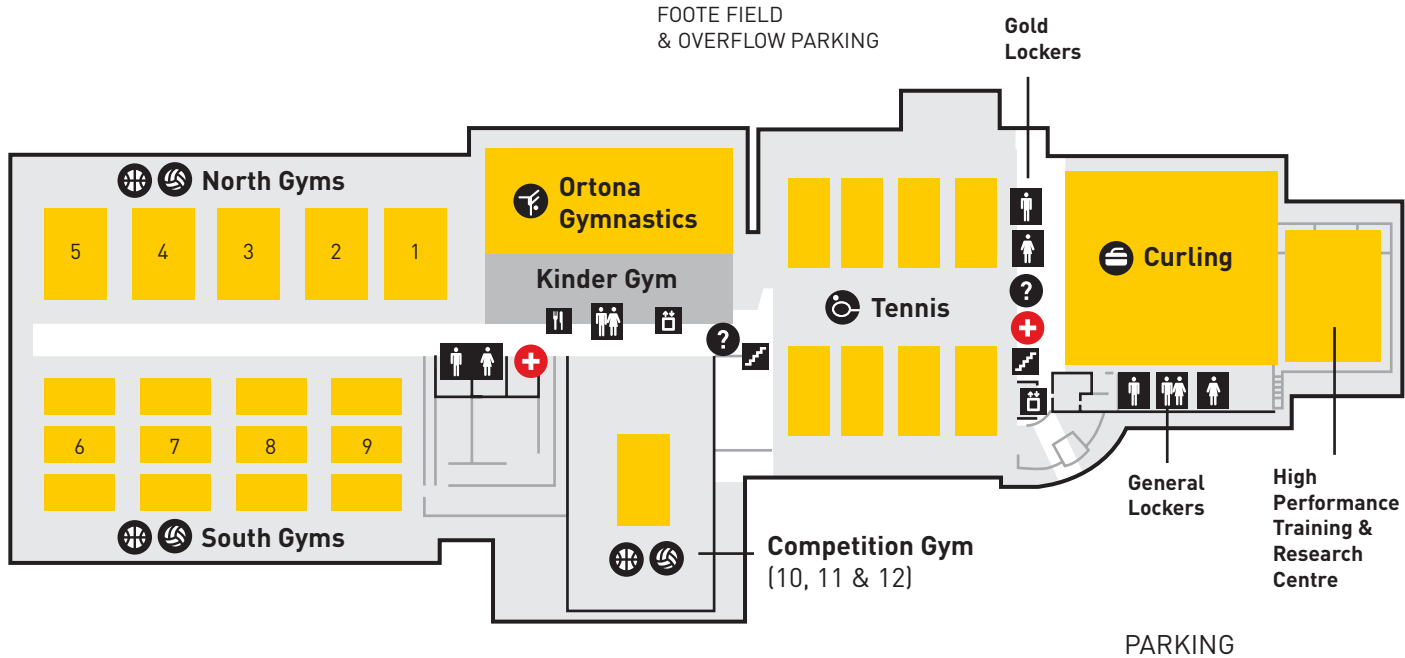 FOOTE FIELD
& OVERFLOW PARKING
Gold
Lockers
North Gyms
5
4
3
2
1
Ortona
Gymnastics
Kinder Gym
Tennis
Curling
?
?
6
7
8
9
South Gyms
Competition Gym
(10, 11 & 12)
General
Lockers
High
Performance
Training &
Research
Centre
PARKING